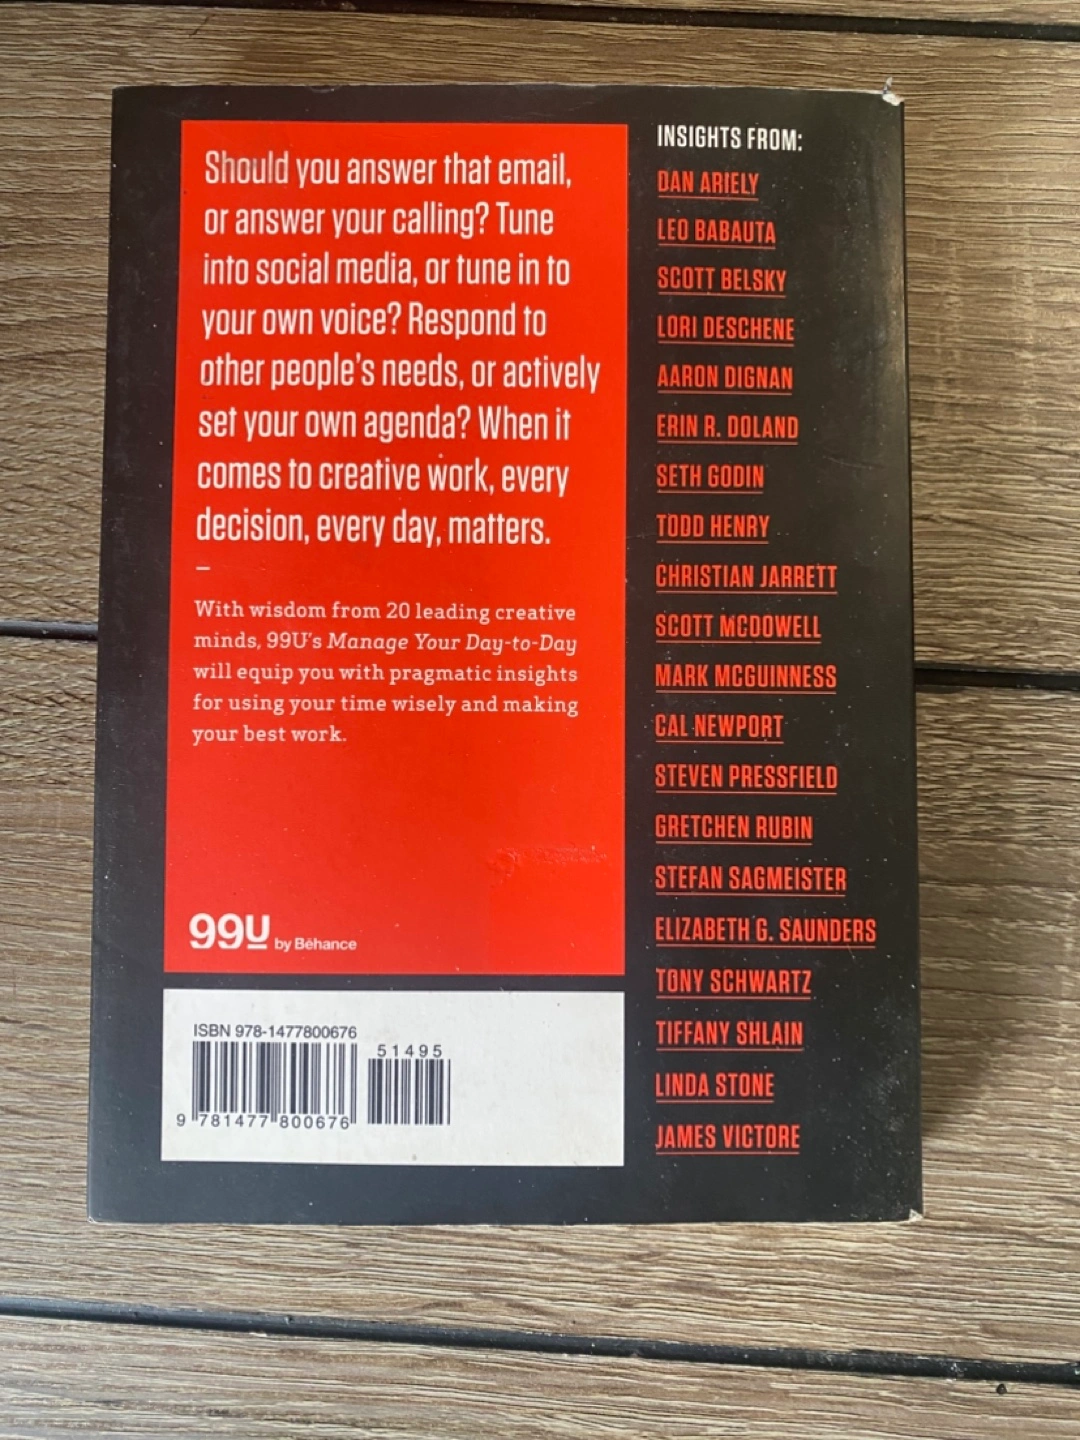 Should you answer that email,
or answer your calling? Tune
into social media, or tune in to
your own voice? Respond to
other people's needs, or actively
set your own agenda? When it
comes to creative work, every
decision, every day, matters.
–
With wisdom from 20 leading creative
minds, 99U's Manage Your Day-to-Day
will equip you with pragmatic insights
for using your time wisely and making
your best work.
99U by Bēhance
ISBN 978-1477800676
51495
9 781477 800676
INSIGHTS FROM:
DAN ARIELY
LEO BABAUTA
SCOTT BELSKY
LORI DESCHENE
AARON DIGNAN
ERIN R. DOLAND
SETH GODIN
TODD HENRY
CHRISTIAN JARRETT
SCOTT MCDOWELL
MARK MCGUINNESS
CAL NEWPORT
STEVEN PRESSFIELD
GRETCHEN RUBIN
STEFAN SAGMEISTER
ELIZABETH G. SAUNDERS
TONY SCHWARTZ
TIFFANY SHLAIN
LINDA STONE
JAMES VICTORE